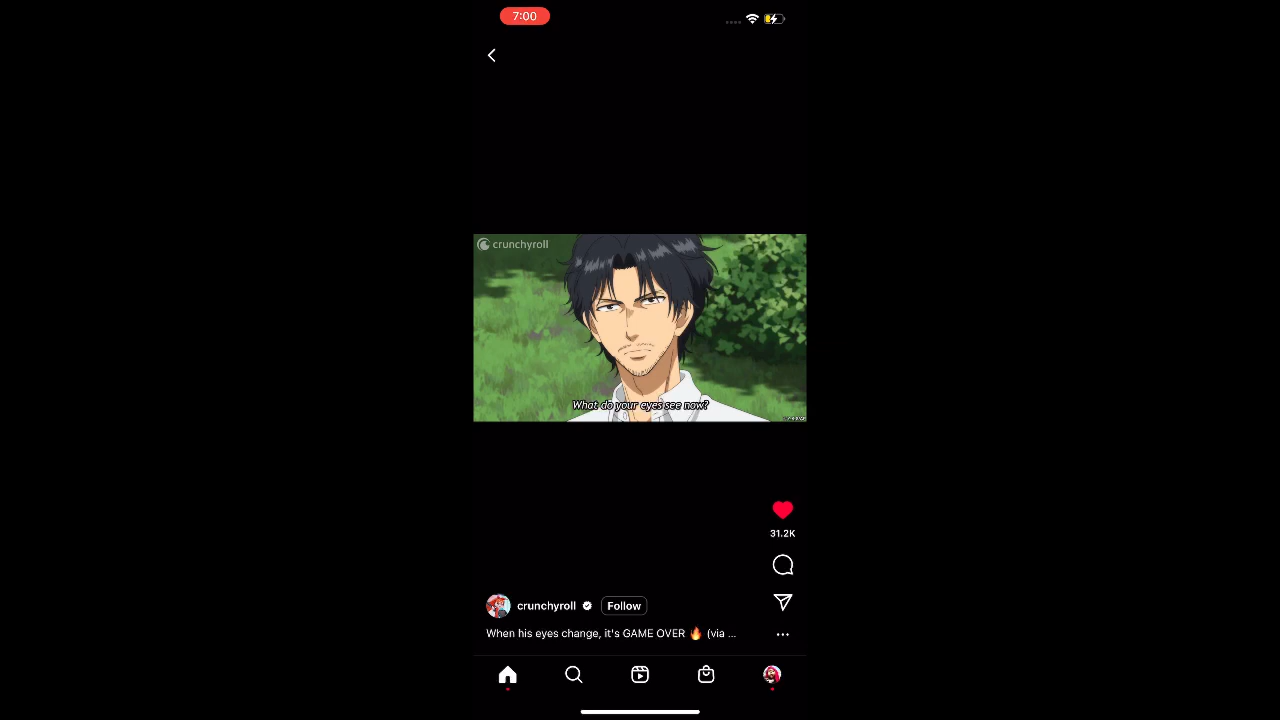 7:00
crunchyroll
What do your eyes see now?
31.2K
crunchyroll
Follow
When his eyes change, it's GAME OVER 🔥 (via ...